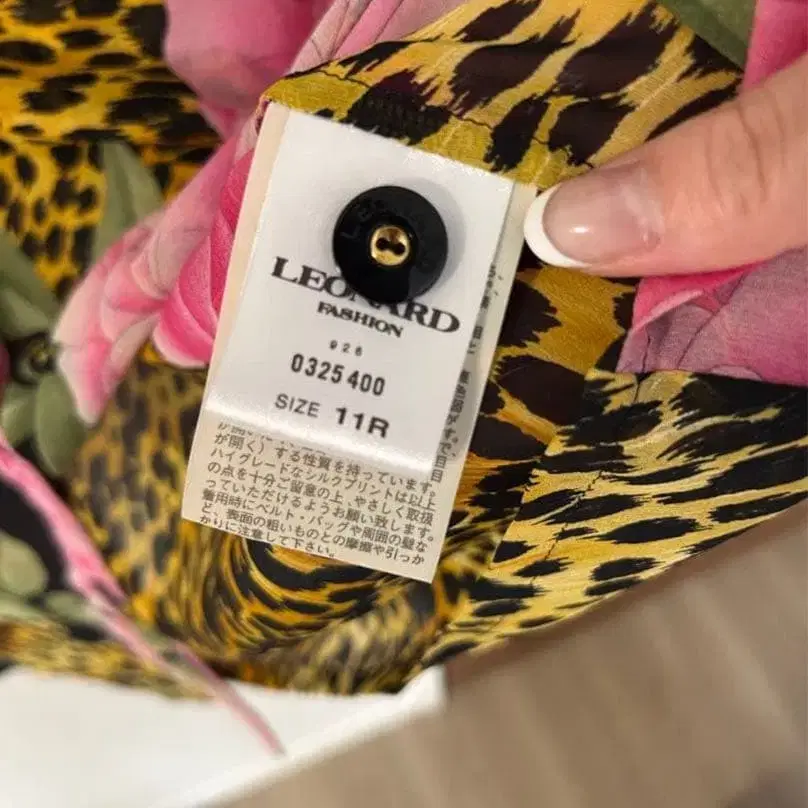 LEONARD
FASHION
926
0325400
SIZE 11R
が開く)する性質を持っています。
ハイグレードなシルクプリントは以上
の点を十分ご留意の上、やさしく取扱
っていただけるようお願い致します。
着用時にベルト・バッグや周囲の髪な
ど、表面の粗いものとの摩擦や引っか
かりに注意して下さい。